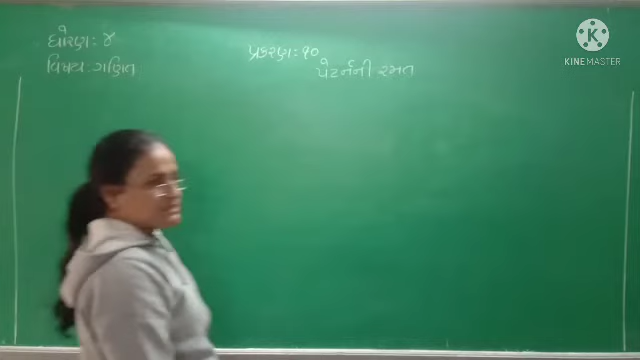 ધોરણ : ૪
વિષય : ગણિત
પ્રકરણ : ૧૦
પેટર્નની રમત
KINEMASTER